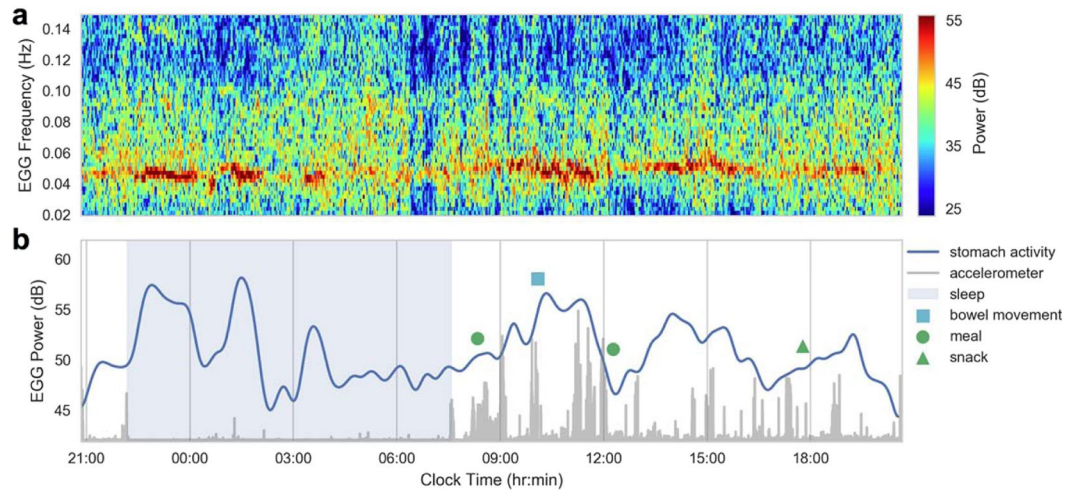 a
EGG Frequency (Hz)
0.14
0.12
0.10
0.08
0.06
0.04
0.02
55
45
35
25
Power (dB)
b
EGG Power (dB)
60
55
50
45
21:00 00:00 03:00 06:00 09:00 12:00 15:00 18:00
Clock Time (hr:min)
stomach activity
accelerometer
sleep
bowel movement
meal
snack